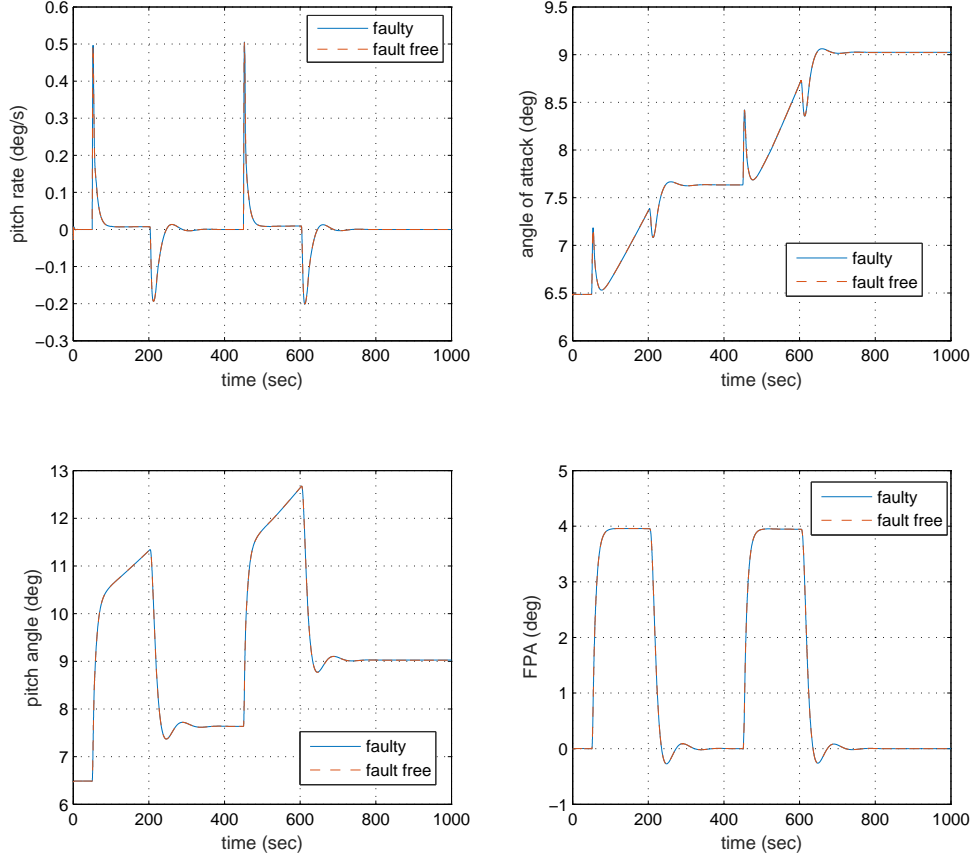 0.6
0.5
0.4
0.3
0.2
0.1
0
−0.1
−0.2
−0.3
pitch rate (deg/s)
faulty
fault free
0 200 400 600 800 1000
time (sec)
9.5
9
8.5
8
7.5
7
6.5
6
angle of attack (deg)
faulty
fault free
0 200 400 600 800 1000
time (sec)
13
12
11
10
9
8
7
6
pitch angle (deg)
faulty
fault free
0 200 400 600 800 1000
time (sec)
5
4
3
2
1
0
−1
FPA (deg)
faulty
fault free
0 200 400 600 800 1000
time (sec)